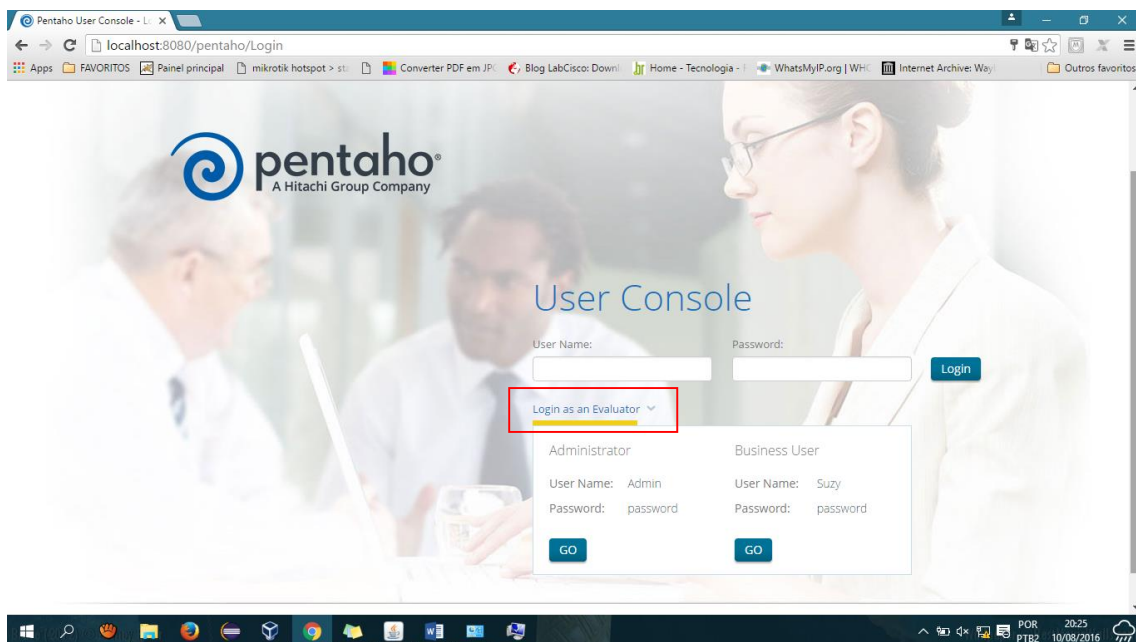 Pentaho User Console - Lo
localhost:8080/pentaho/Login
Apps FAVORITOS Painel principal mikrotik hotspot > sta Converter PDF em JPG Blog LabCisco: Downl Home - Tecnologia - WhatsMyIP.org | WHO Internet Archive: Way Outros favoritos
pentaho®
A Hitachi Group Company
User Console
User Name: Password:
Login
Login as an Evaluator
Administrator Business User
User Name: Admin User Name: Suzy
Password: password Password: password
GO GO
POR 20:25
PTB2 10/08/2016